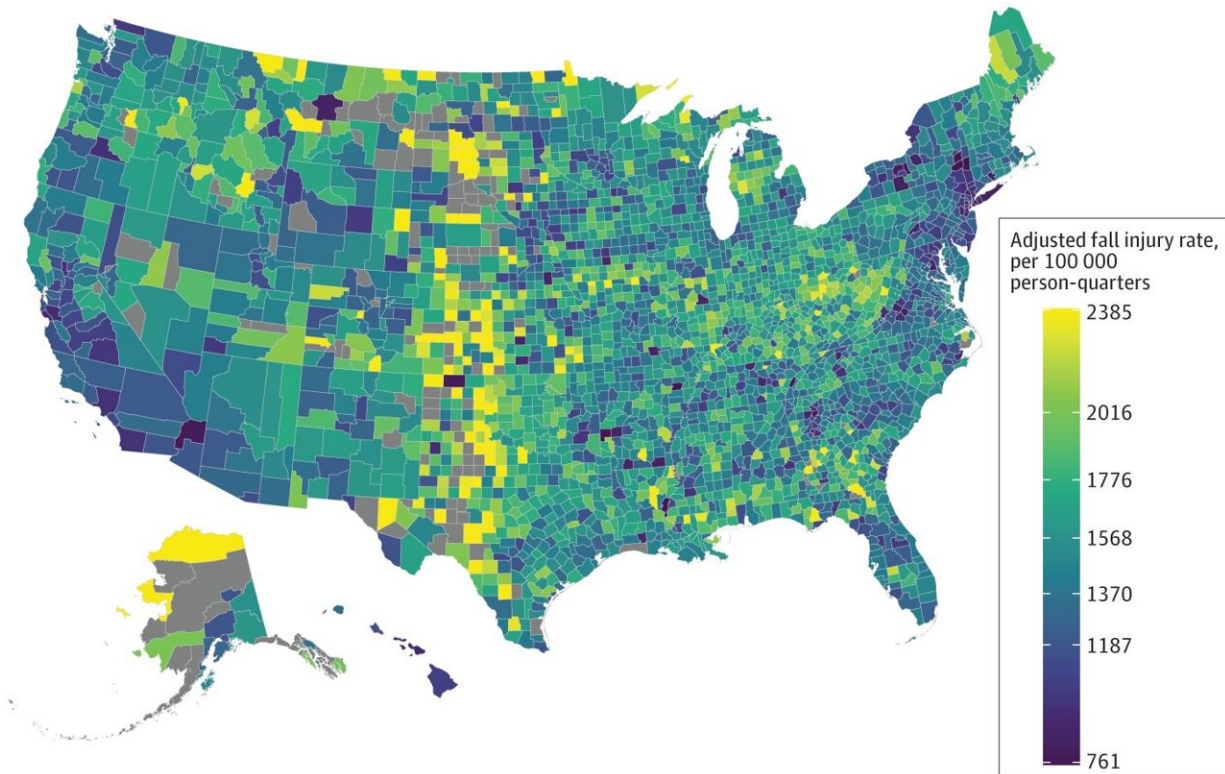 Adjusted fall injury rate,
per 100 000
person-quarters
2385
2016
1776
1568
1370
1187
761